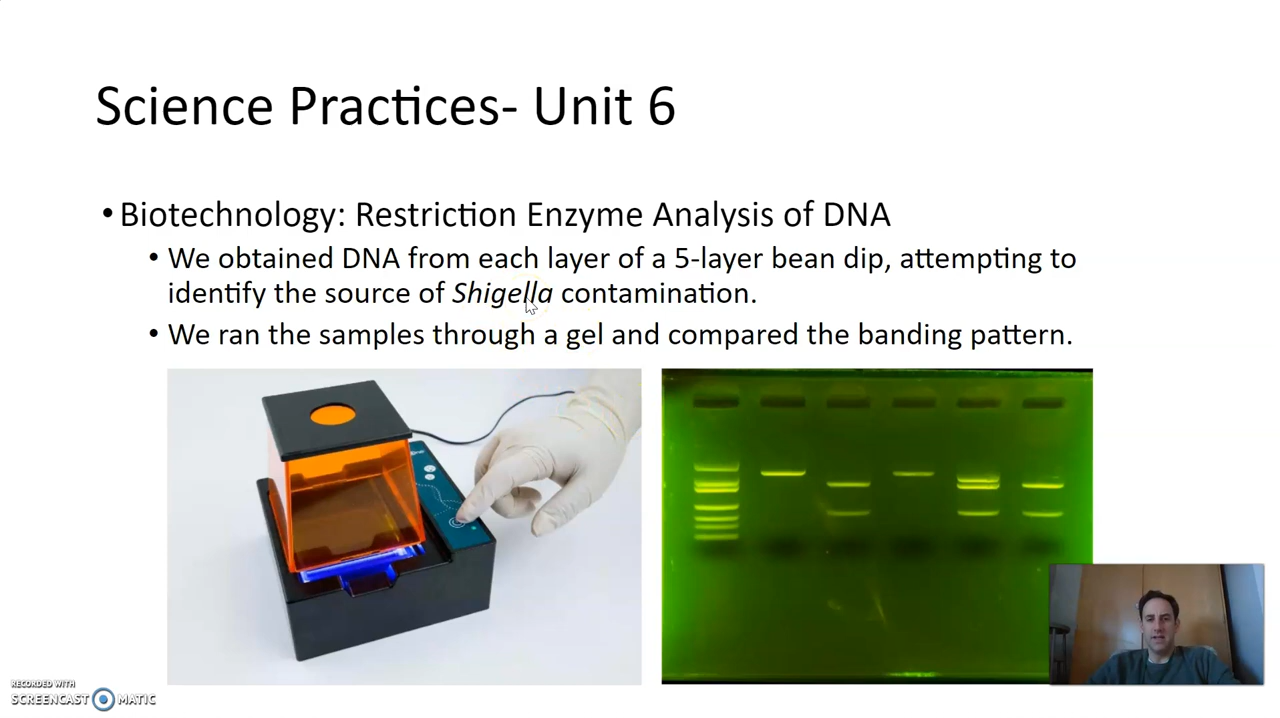 Science Practices- Unit 6
•Biotechnology: Restriction Enzyme Analysis of DNA
• We obtained DNA from each layer of a 5-layer bean dip, attempting to
identify the source of Shigella contamination.
• We ran the samples through a gel and compared the banding pattern.
RECORDED WITH
SCREENCAST MATIC